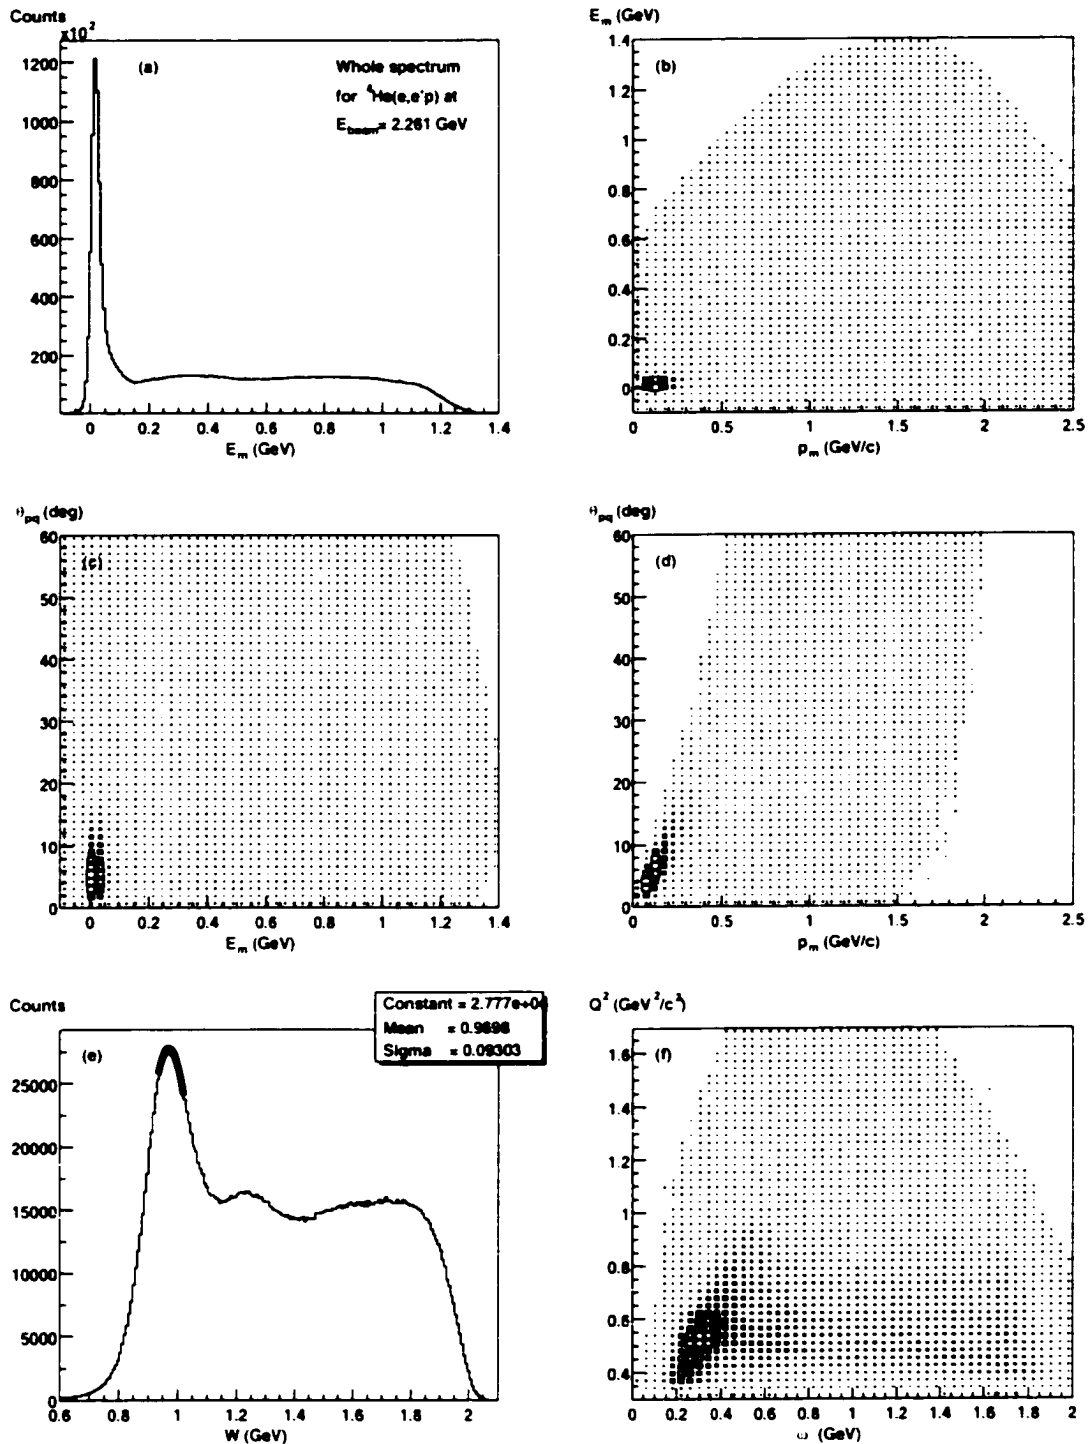 Counts
×10²
1200
1000
800
600
400
200
(a)
Whole spectrum
for ⁴He(e,e'p) at
E_beam = 2.261 GeV
0 0.2 0.4 0.6 0.8 1 1.2 1.4
E_m (GeV)
E_m (GeV)
1.4
1.2
1
0.8
0.6
0.4
0.2
0
(b)
0 0.5 1 1.5 2 2.5
p_m (GeV/c)
θ_pq (deg)
60
50
40
30
20
10
0
(c)
0 0.2 0.4 0.6 0.8 1 1.2 1.4
E_m (GeV)
θ_pq (deg)
60
50
40
30
20
10
0
(d)
0 0.5 1 1.5 2 2.5
p_m (GeV/c)
Counts
25000
20000
15000
10000
5000
0
(e)
Constant = 2.777e+04
Mean = 0.9698
Sigma = 0.09303
0.6 0.8 1 1.2 1.4 1.6 1.8 2
W (GeV)
Q² (GeV²/c²)
1.6
1.4
1.2
1
0.8
0.6
0.4
(f)
0 0.2 0.4 0.6 0.8 1 1.2 1.4 1.6 1.8 2
ω (GeV)